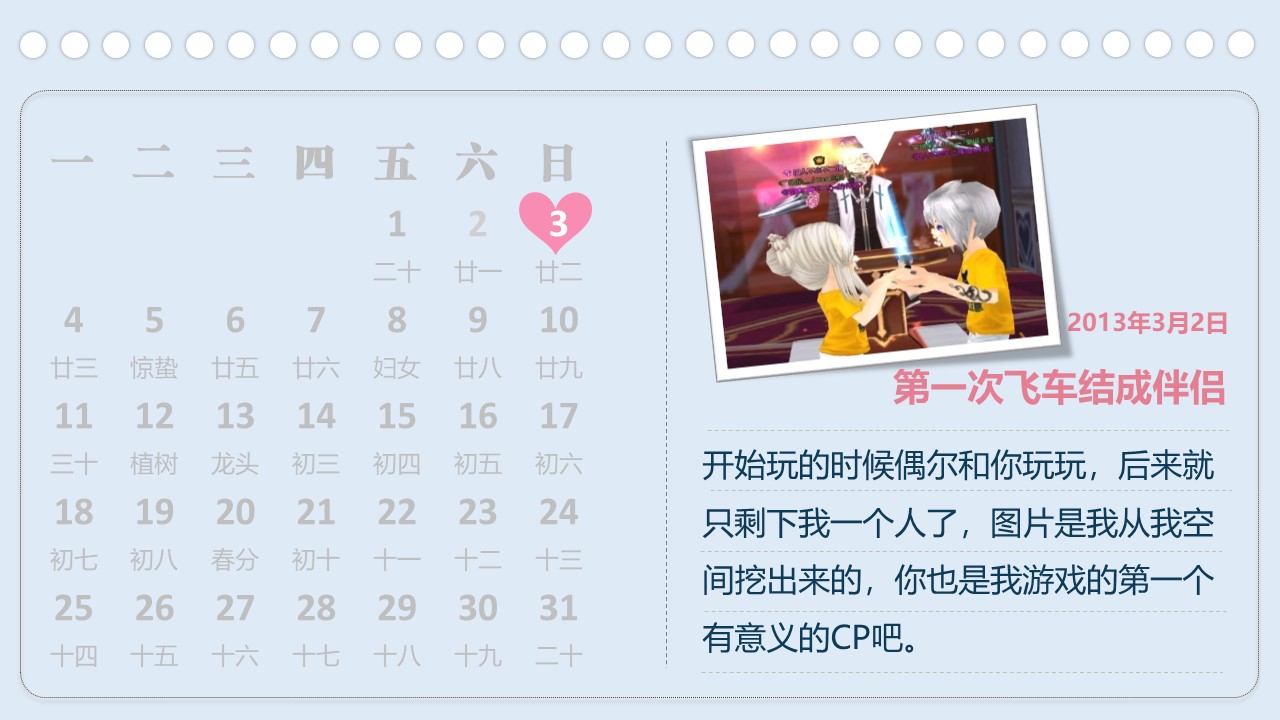 一 二 三 四 五 六 日
1 2 3
二十 廿一 廿二
4 5 6 7 8 9 10
廿三 惊蛰 廿五 廿六 妇女 廿八 廿九
11 12 13 14 15 16 17
三十 植树 龙头 初三 初四 初五 初六
18 19 20 21 22 23 24
初七 初八 春分 初十 十一 十二 十三
25 26 27 28 29 30 31
十四 十五 十六 十七 十八 十九 二十
2013年3月2日
第一次飞车结成伴侣
开始玩的时候偶尔和你玩玩，后来就
只剩下我一个人了，图片是我从我空
间挖出来的，你也是我游戏的第一个
有意义的CP吧。